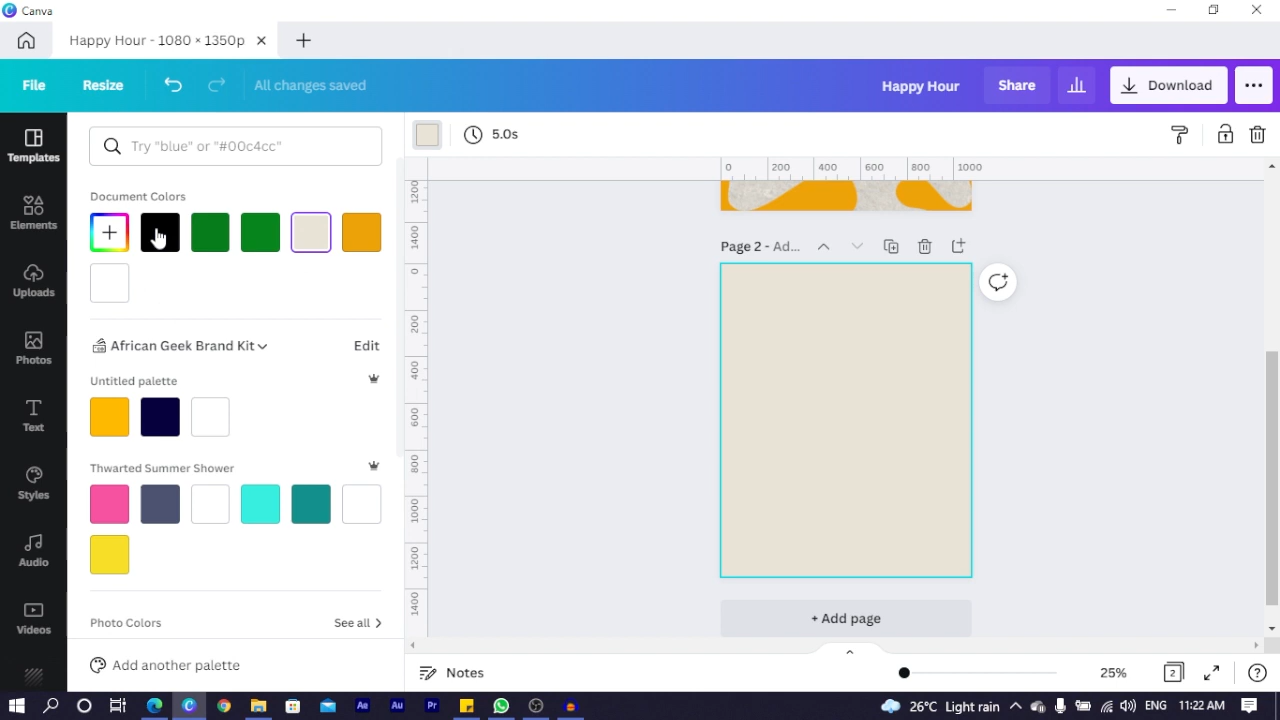 Canva
Happy Hour - 1080 × 1350p
File
Resize
All changes saved
Happy Hour
Share
Download
Templates
Elements
Uploads
Photos
Text
Styles
Audio
Videos
Try "blue" or "#00c4cc"
Document Colors
African Geek Brand Kit
Edit
Untitled palette
Thwarted Summer Shower
Photo Colors
See all
Add another palette
5.0s
0 200 400 600 800 1000
1200
1400
0
200
400
600
800
1000
1200
1400
Page 2 - Ad...
+ Add page
Notes
25%
2
Ae
Au
Pr
26°C Light rain
ENG
11:22 AM